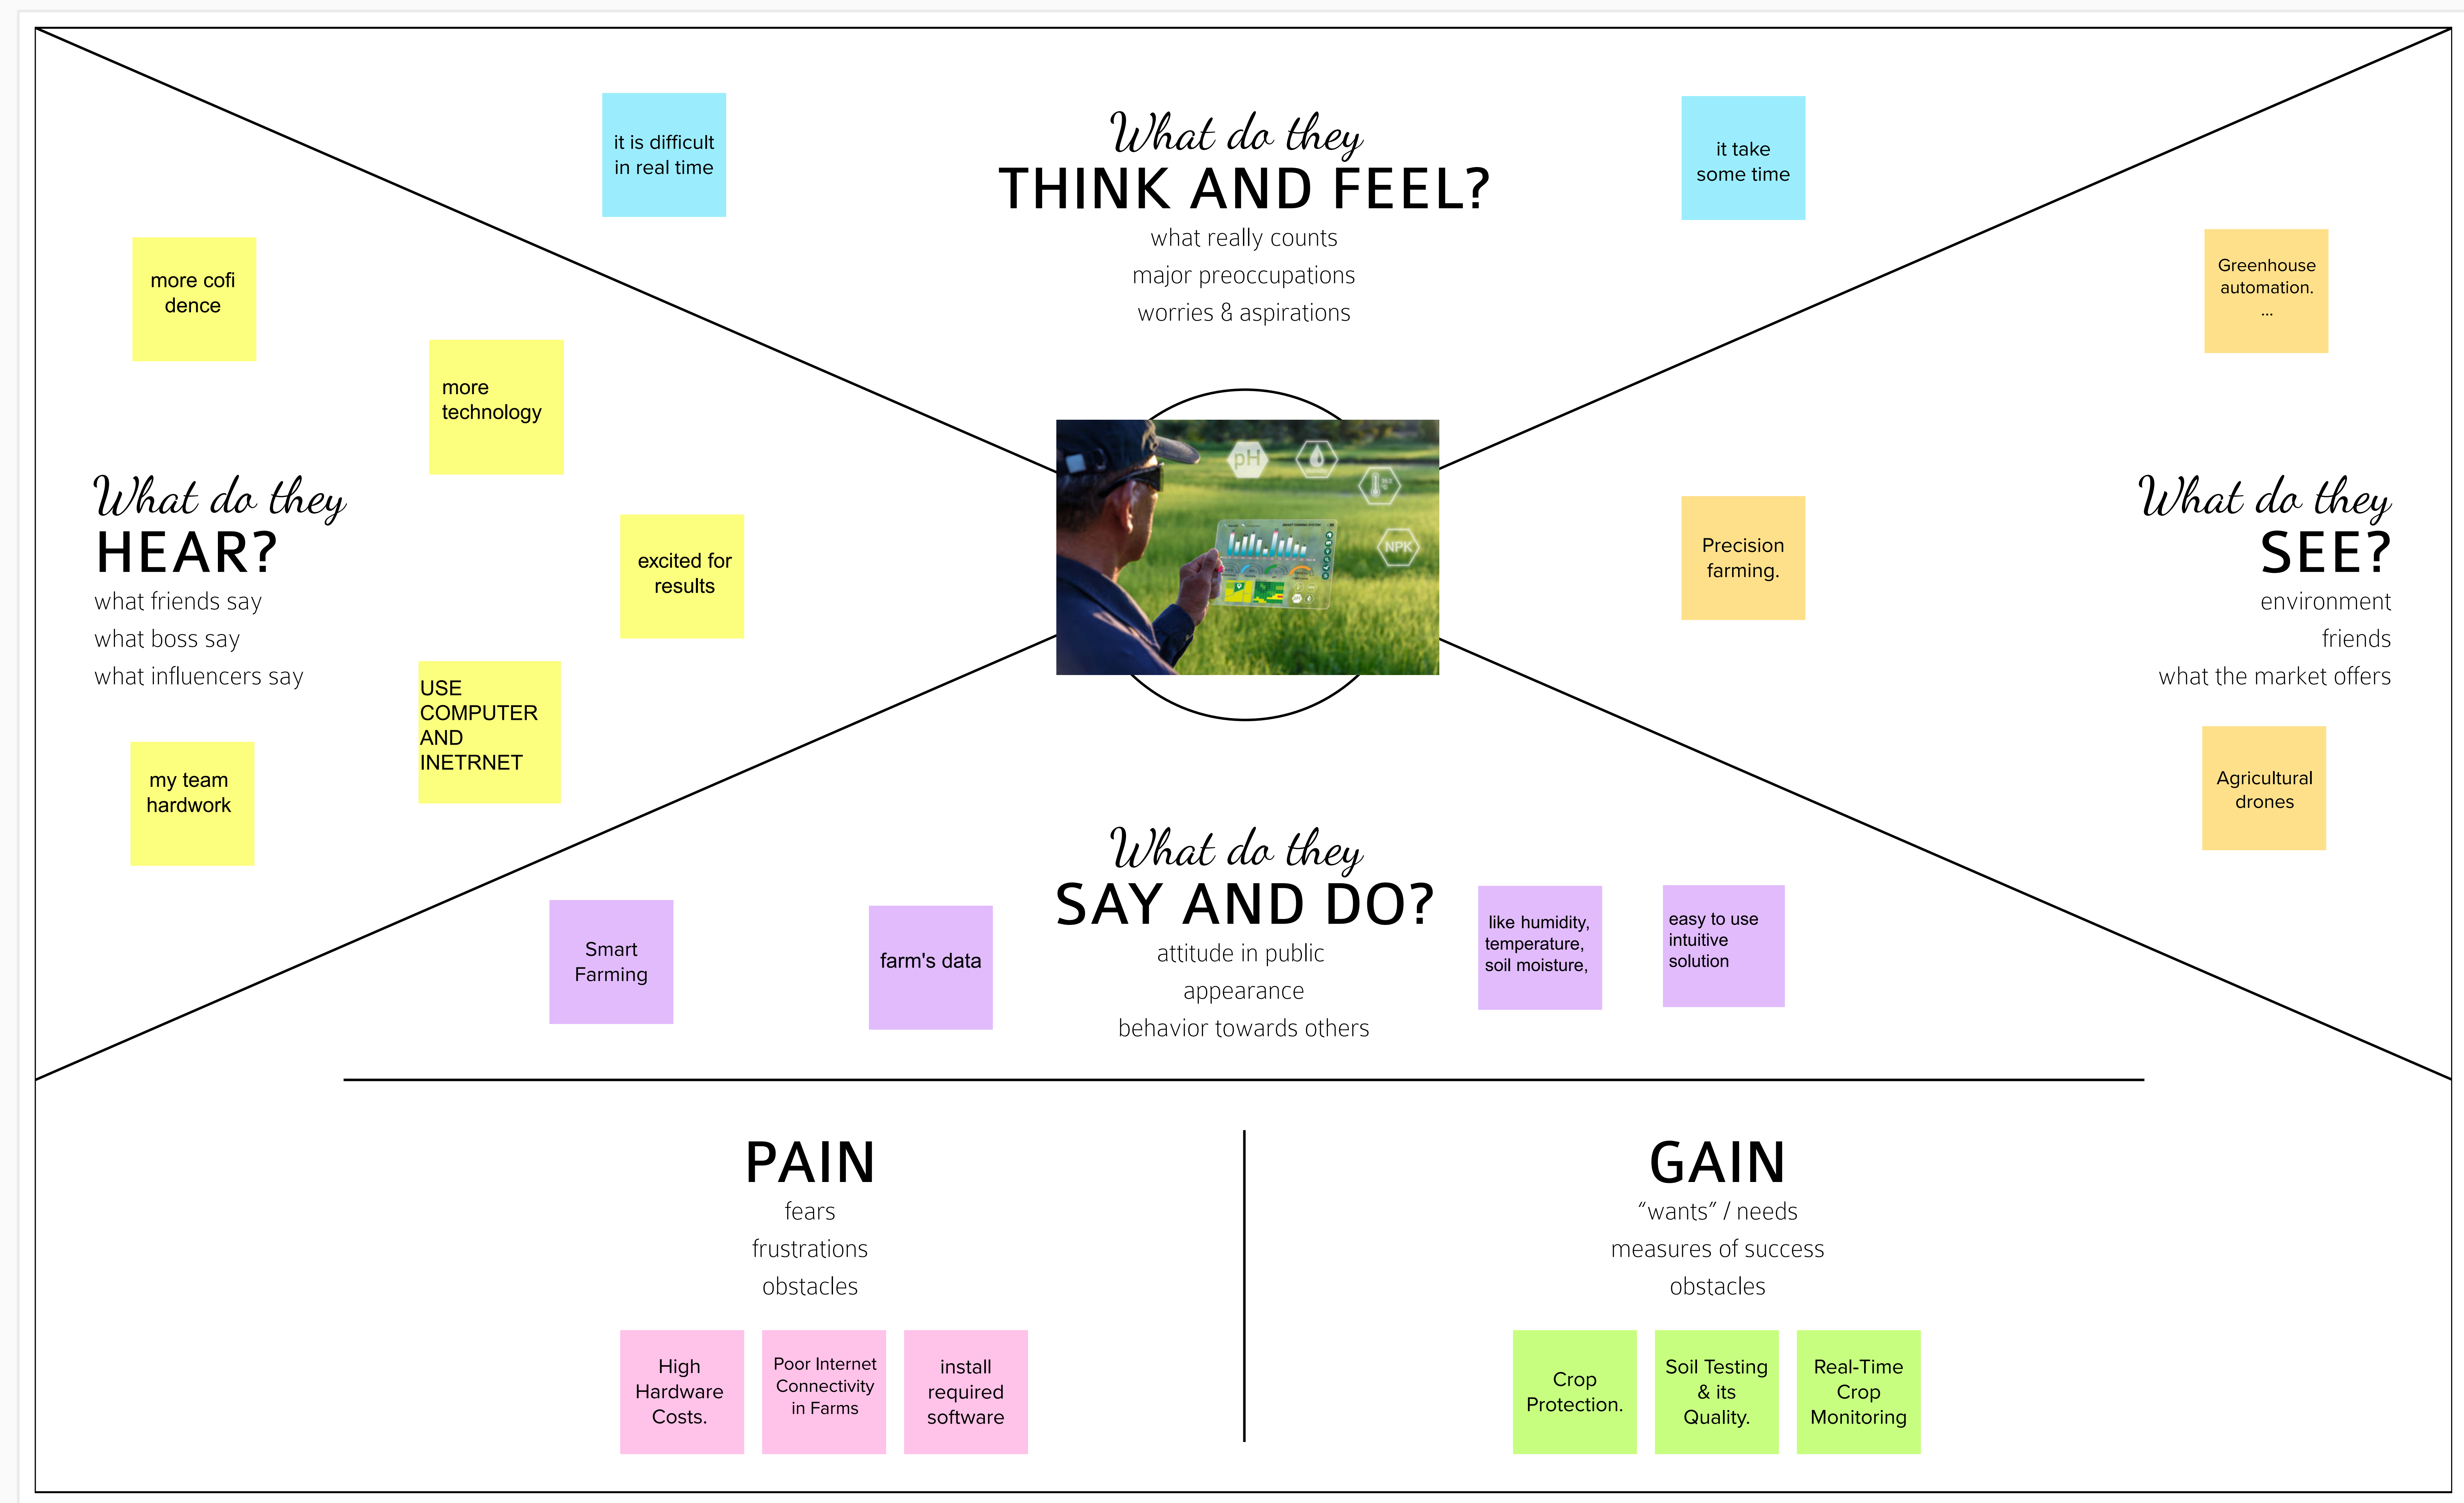 it is difficult
in real time
What do they
THINK AND FEEL?
what really counts
major preoccupations
worries & aspirations
it take
some time
more cofi
dence
more
technology
What do they
HEAR?
what friends say
what boss say
what influencers say
excited for
results
USE
COMPUTER
AND
INETRNET
my team
hardwork
pH
NPK
Greenhouse
automation.
...
Precision
farming.
What do they
SEE?
environment
friends
what the market offers
Agricultural
drones
What do they
SAY AND DO?
attitude in public
appearance
behavior towards others
Smart
Farming
farm's data
like humidity,
temperature,
soil moisture,
easy to use
intuitive
solution
PAIN
fears
frustrations
obstacles
High
Hardware
Costs.
Poor Internet
Connectivity
in Farms
install
required
software
GAIN
“wants” / needs
measures of success
obstacles
Crop
Protection.
Soil Testing
& its
Quality.
Real-Time
Crop
Monitoring